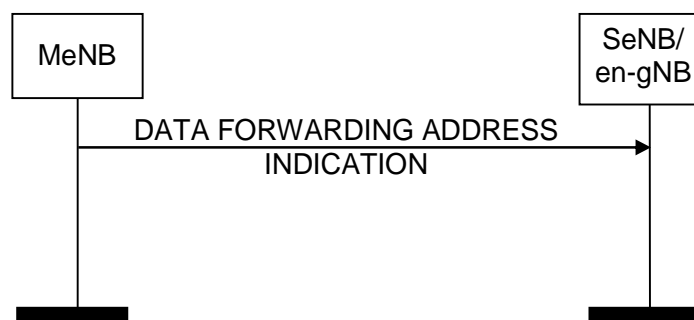 MeNB
SeNB/
en-gNB
DATA FORWARDING ADDRESS
INDICATION